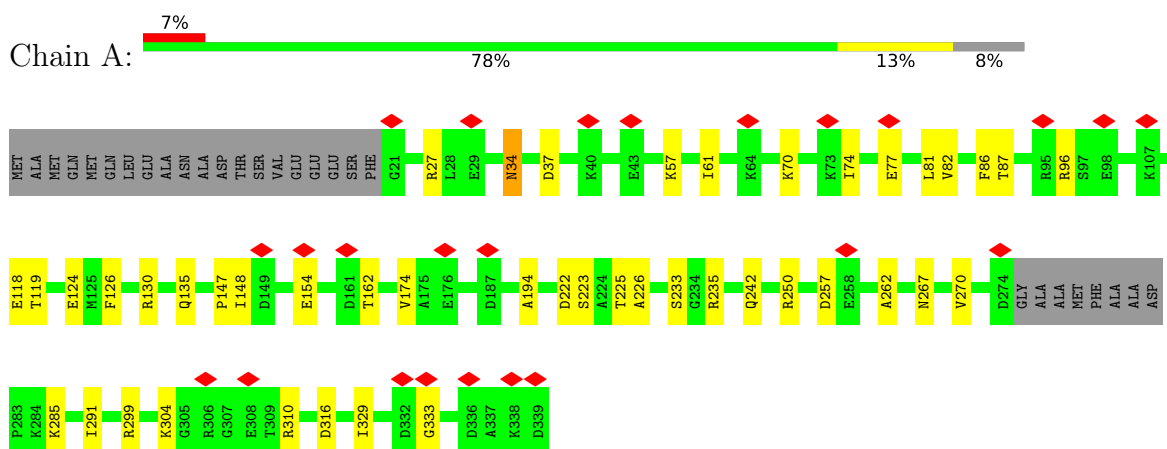 7%
Chain A:
78% 13% 8%
MET ALA MET GLN MET GLN LEU GLU ALA ASN ALA ASP THR SER VAL GLU GLU GLU SER PHE G21 R27 L28 E29 N34 D37 K40 E43 K57 I61 K64 K70 K73 I74 E77 L81 V82 F86 T87 R95 R96 S97 E98 K107
E118 T119 E124 M125 F126 R130 Q135 P147 I148 D149 E154 D161 T162 V174 A175 E176 D187 A194 D222 S223 A224 T225 A226 S233 G234 R235 Q242 R250 D257 E258 A262 N267 V270 D274 GLY ALA ALA MET PHE ALA ALA ASP
P283 K284 K285 I291 R299 K304 G305 R306 G307 E308 T309 R310 D316 I329 D332 G333 D336 A337 K338 D339